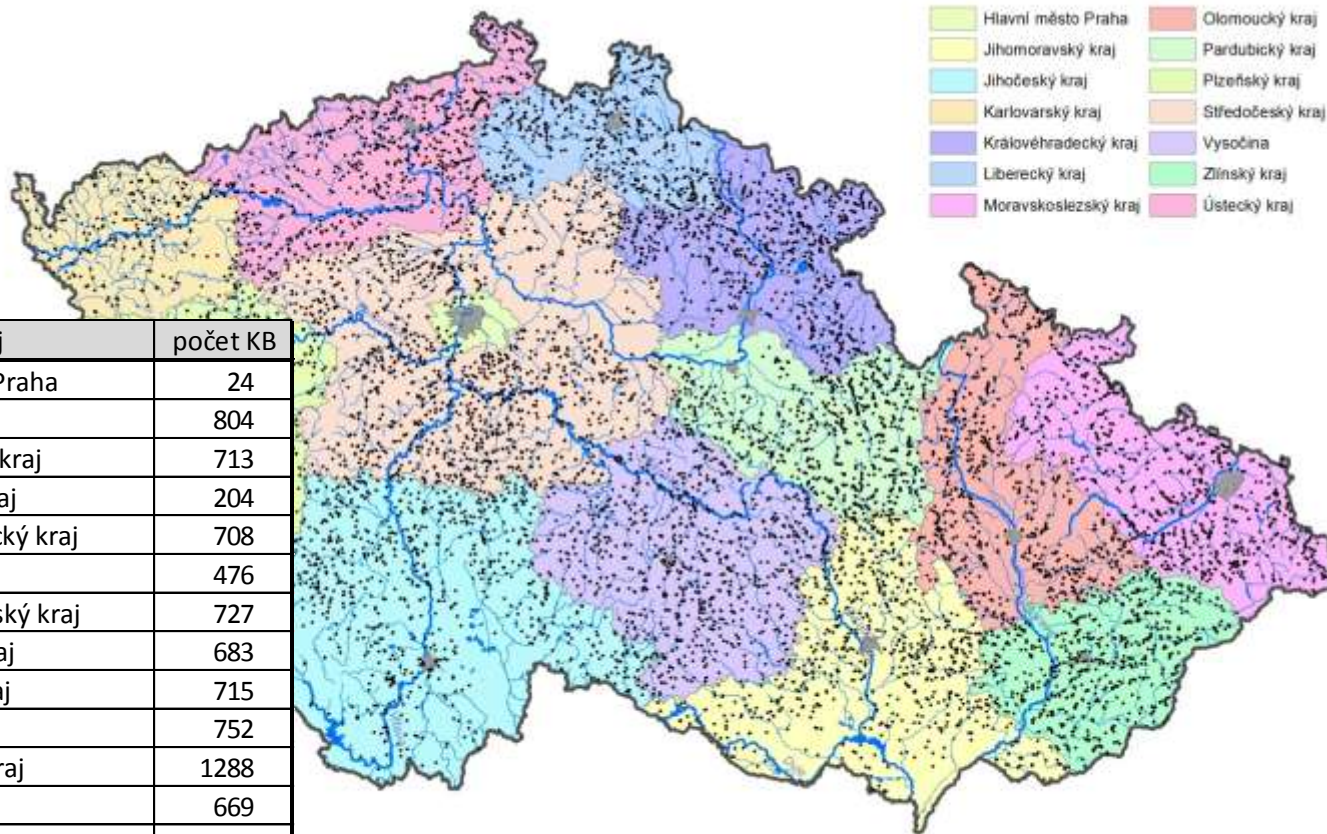 Hlavní město Praha
Jihomoravský kraj
Jihočeský kraj
Karlovarský kraj
Královéhradecký kraj
Liberecký kraj
Moravskoslezský kraj
Olomoucký kraj
Pardubický kraj
Plzeňský kraj
Středočeský kraj
Vysočina
Zlínský kraj
Ústecký kraj
j počet KB
Praha 24
804
kraj 713
aj 204
cký kraj 708
476
ský kraj 727
aj 683
aj 715
752
raj 1288
669